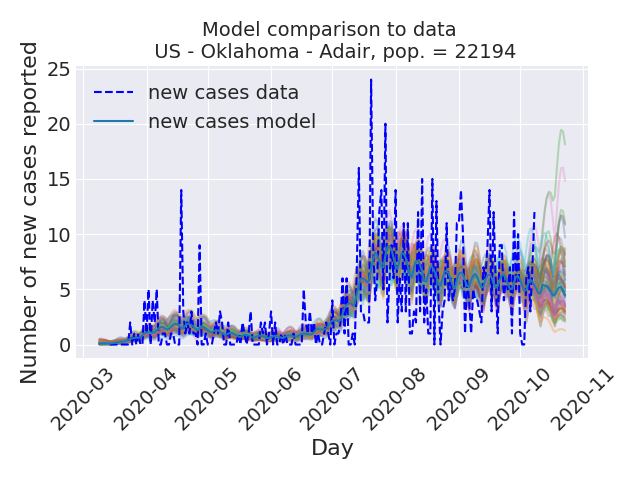 Model comparison to data
US - Oklahoma - Adair, pop. = 22194
Number of new cases reported
25
20
15
10
5
0
new cases data
new cases model
2020-03
2020-04
2020-05
2020-06
2020-07
2020-08
2020-09
2020-10
2020-11
Day